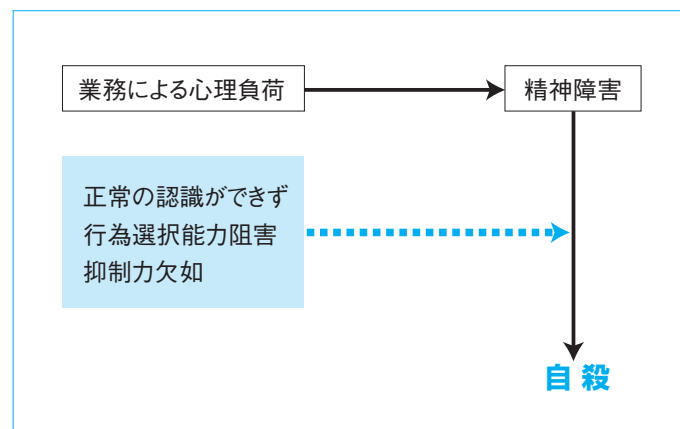 業務による心理負荷
精神障害
正常の認識ができず
行為選択能力阻害
抑制力欠如
自殺